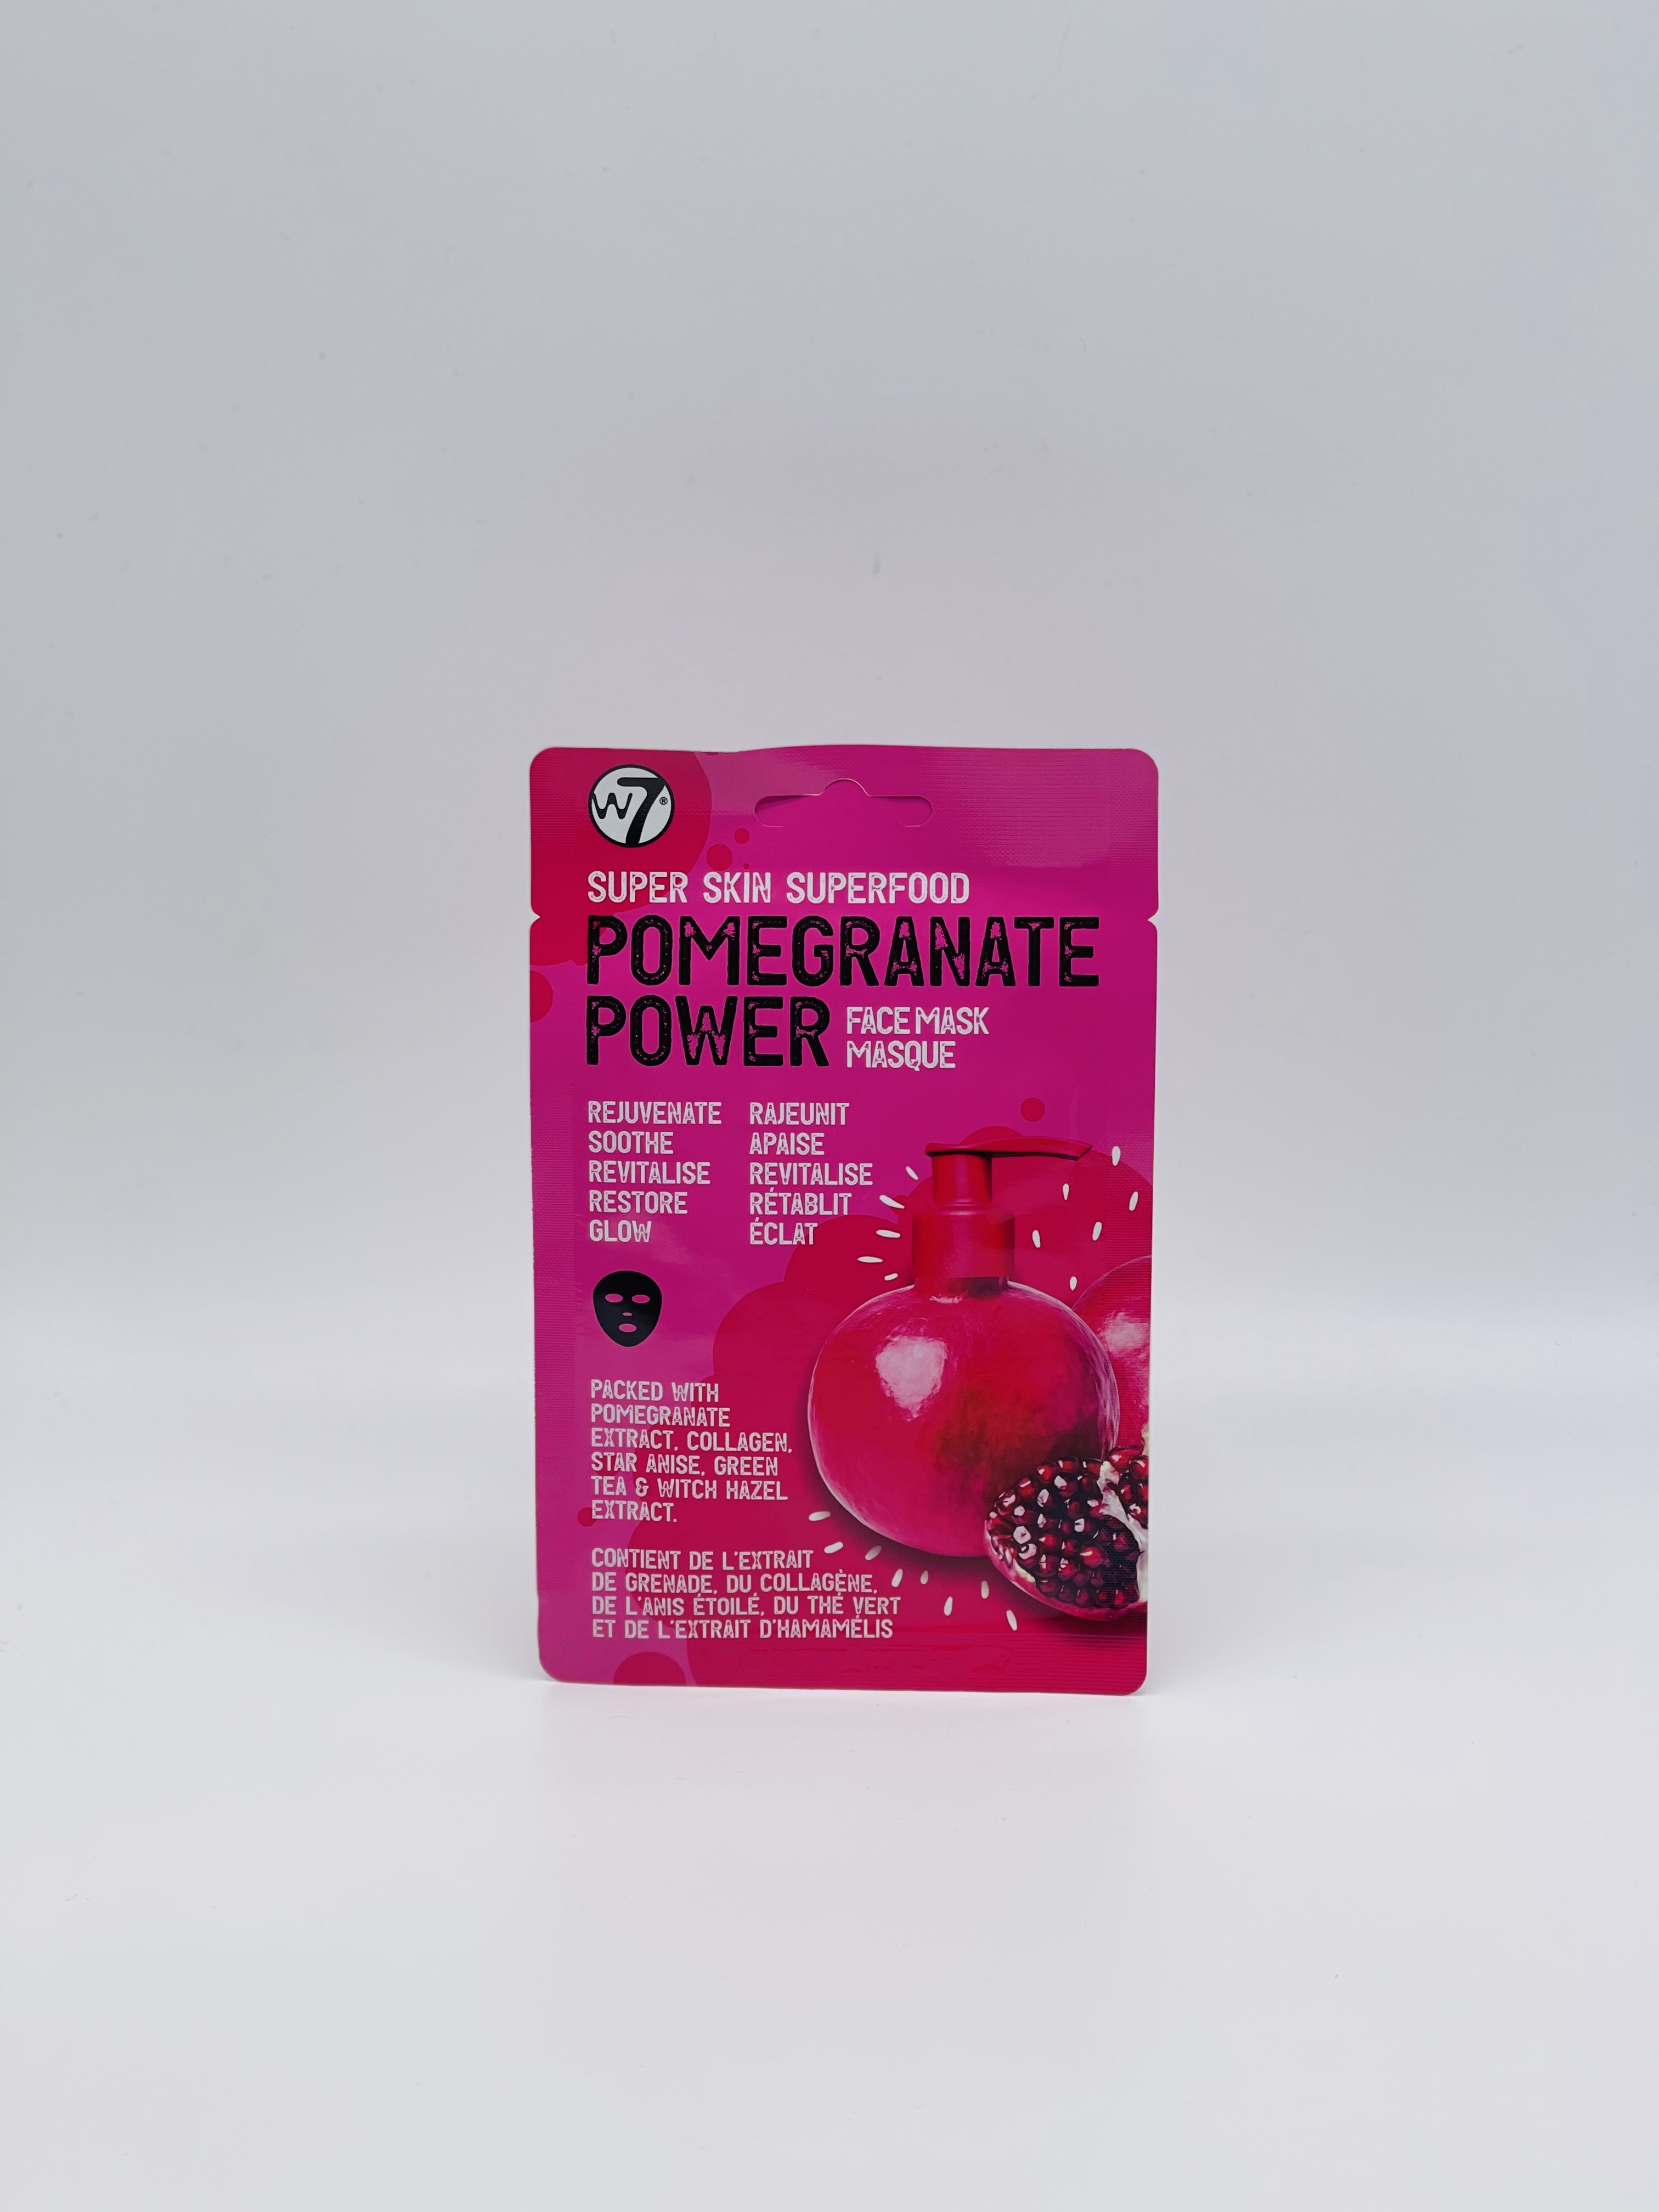 W7®
SUPER SKIN SUPERFOOD
POMEGRANATE
POWER
FACE MASK
MASQUE
REJUVENATE
SOOTHE
REVITALISE
RESTORE
GLOW
RAJEUNIT
APAISE
REVITALISE
RÉTABLIT
ÉCLAT
PACKED WITH
POMEGRANATE
EXTRACT, COLLAGEN,
STAR ANISE, GREEN
TEA & WITCH HAZEL
EXTRACT.
CONTIENT DE L'EXTRAIT
DE GRENADE, DU COLLAGÈNE,
DE L'ANIS ÉTOILÉ, DU THÉ VERT
ET DE L'EXTRAIT D'HAMAMÉLIS